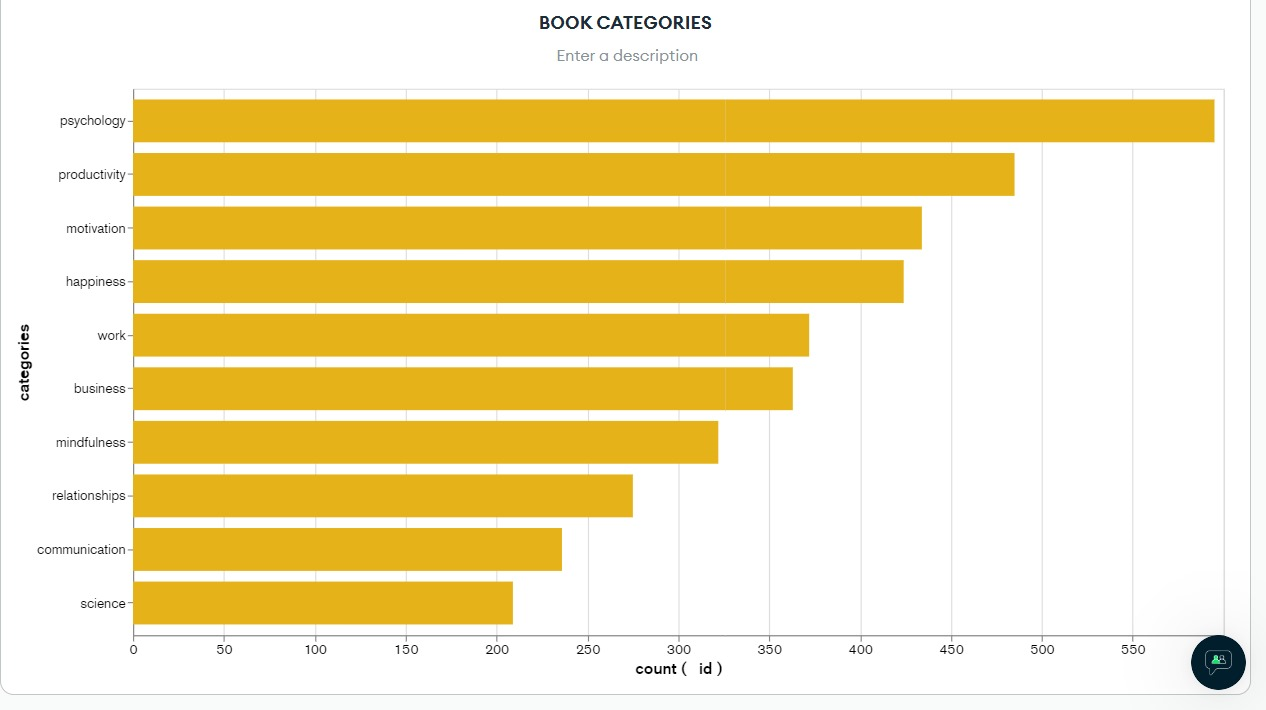 BOOK CATEGORIES
Enter a description
categories
psychology
productivity
motivation
happiness
work
business
mindfulness
relationships
communication
science
0 50 100 150 200 250 300 350 400 450 500 550
count ( id )